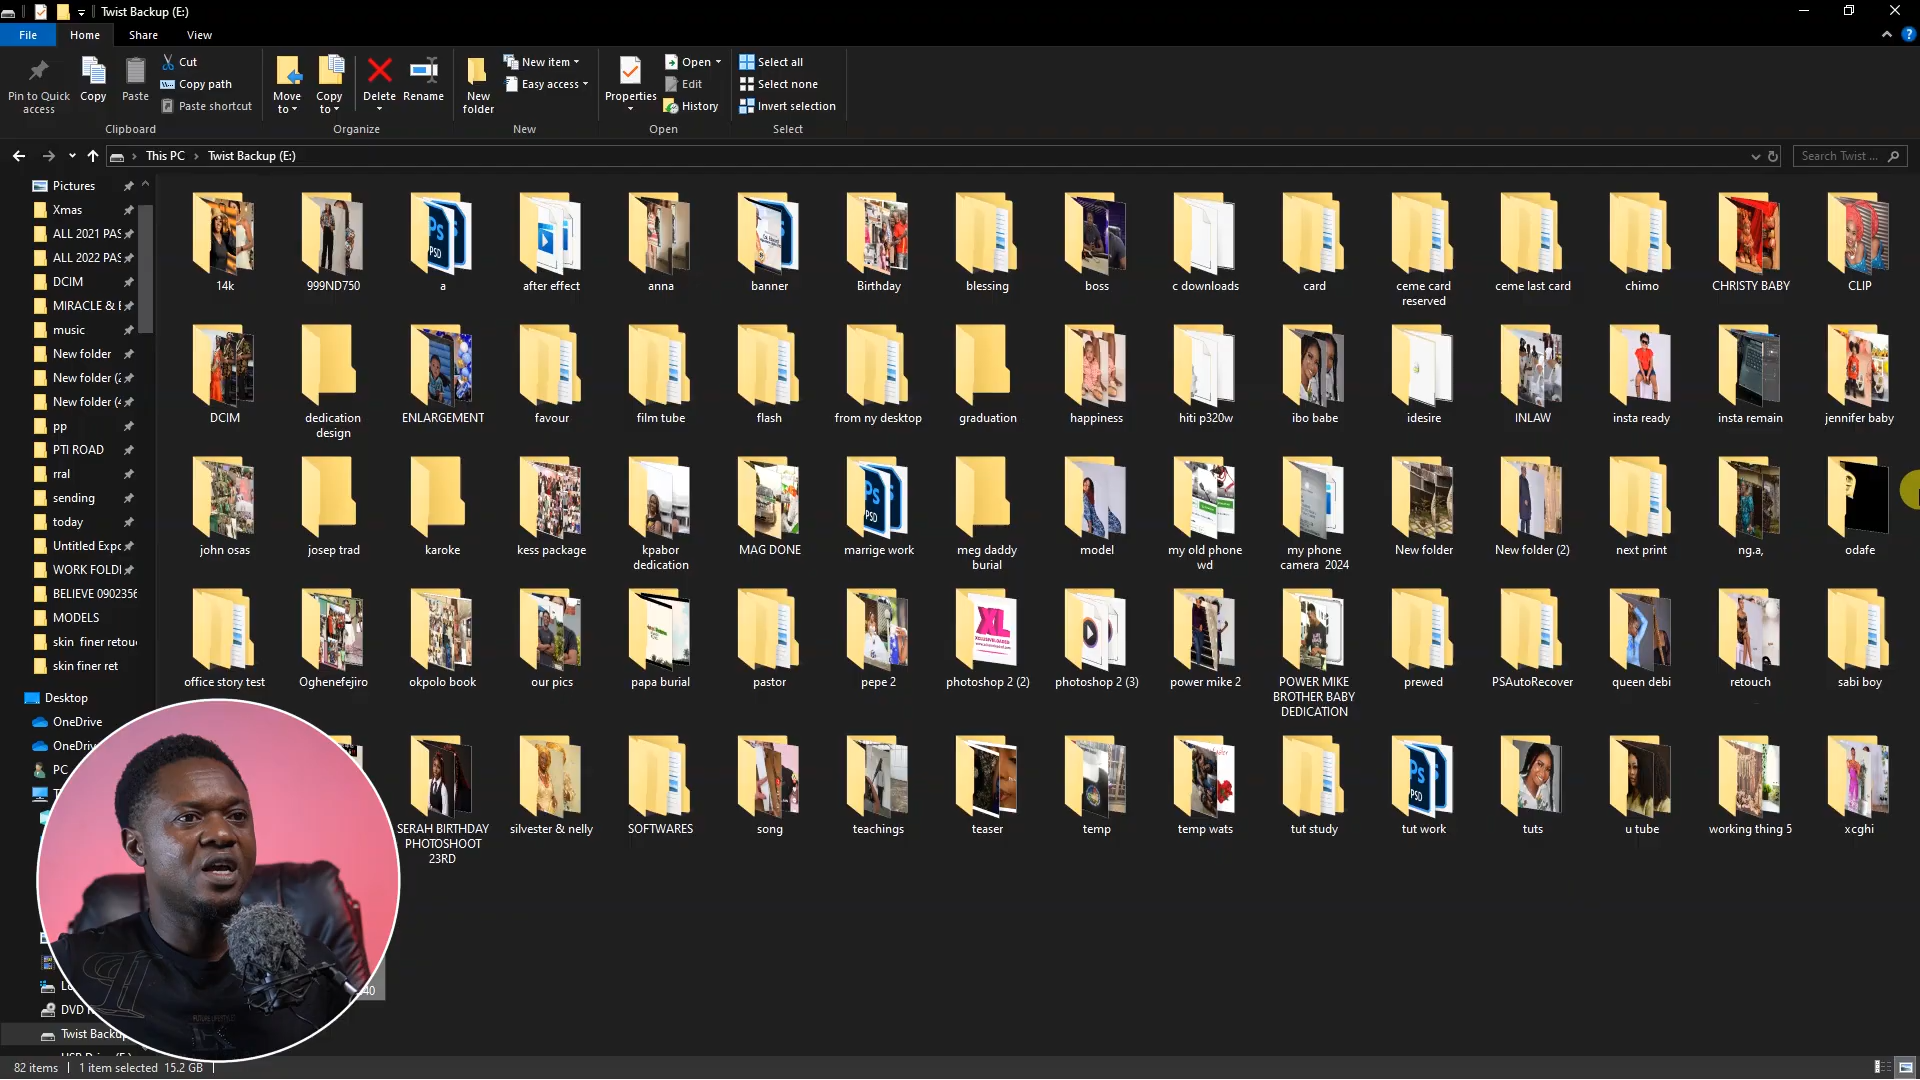 Twist Backup (E:)
File Home Share View
Pin to Quick access
Copy
Paste
Cut
Copy path
Paste shortcut
Clipboard
Move to
Copy to
Delete
Rename
Organize
New folder
New item
Easy access
New
Properties
Open
Edit
History
Open
Select all
Select none
Invert selection
Select
This PC > Twist Backup (E:)
Search Twist ...
Pictures
Xmas
ALL 2021 PAS
ALL 2022 PAS
DCIM
MIRACLE & E
music
New folder
New folder (2
New folder (4
pp
PTI ROAD
rral
sending
today
Untitled Expo
WORK FOLD
BELIEVE 0902356
MODELS
skin finer retou
skin finer ret
Desktop
OneDrive
OneDriv
PC
DVD
Twist Backup
14k
999ND750
a
after effect
anna
banner
Birthday
blessing
boss
c downloads
card
ceme card reserved
ceme last card
chimo
CHRISTY BABY
CLIP
DCIM
dedication design
ENLARGEMENT
favour
film tube
flash
from ny desktop
graduation
happiness
hiti p320w
ibo babe
idesire
INLAW
insta ready
insta remain
jennifer baby
john osas
josep trad
karoke
kess package
kpabor dedication
MAG DONE
marrige work
meg daddy burial
model
my old phone wd
my phone camera 2024
New folder
New folder (2)
next print
ng.a,
odafe
office story test
Oghenefejiro
okpolo book
our pics
papa burial
pastor
pepe 2
photoshop 2 (2)
photoshop 2 (3)
power mike 2
POWER MIKE BROTHER BABY DEDICATION
prewed
PSAutoRecover
queen debi
retouch
sabi boy
SERAH BIRTHDAY PHOTOSHOOT 23RD
silvester & nelly
SOFTWARES
song
teachings
teaser
temp
temp wats
tut study
tut work
tuts
u tube
working thing 5
xcghi
40
82 items 1 item selected 15.2 GB